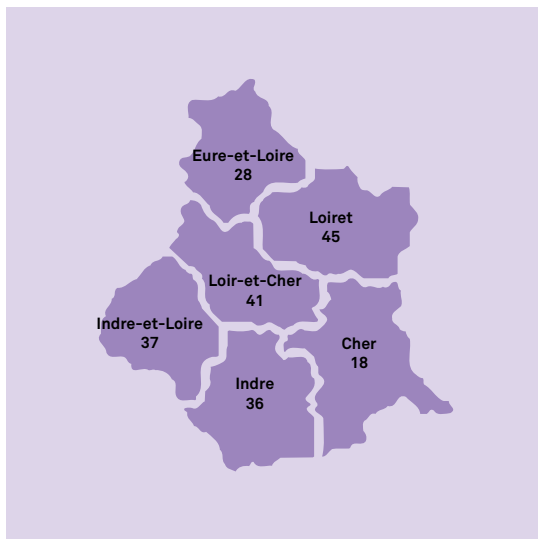 Eure-et-Loire
28
Loiret
45
Loir-et-Cher
41
Indre-et-Loire
37
Cher
18
Indre
36